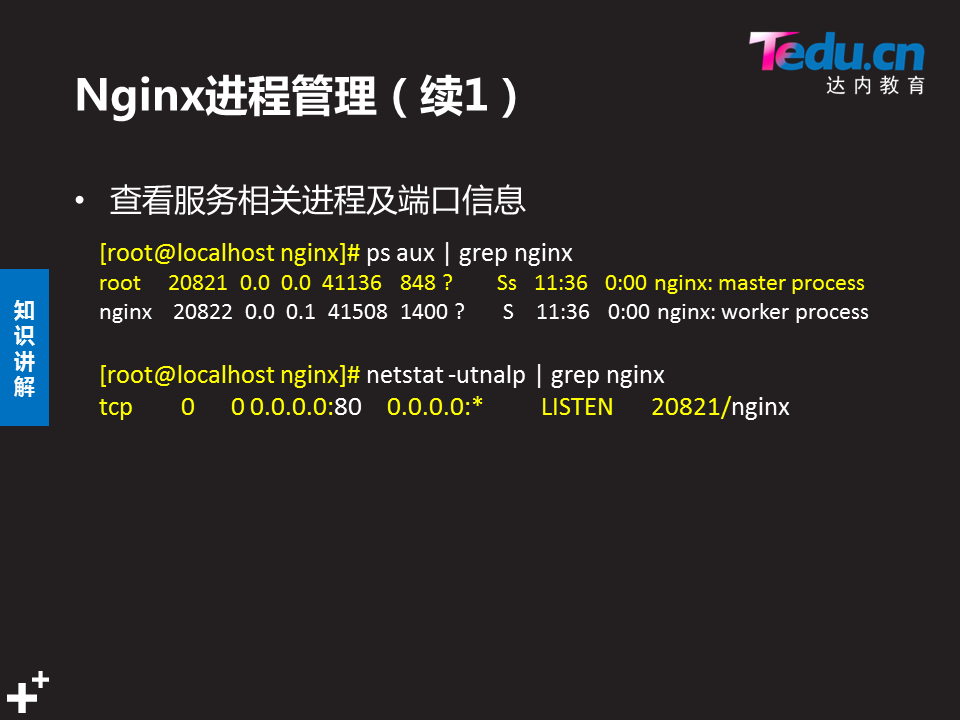 Tedu.cn
达内教育
Nginx进程管理（续1）
• 查看服务相关进程及端口信息
[root@localhost nginx]# ps aux | grep nginx
root 20821 0.0 0.0 41136 848 ? Ss 11:36 0:00 nginx: master process
nginx 20822 0.0 0.1 41508 1400 ? S 11:36 0:00 nginx: worker process
知识讲解
[root@localhost nginx]# netstat -utnalp | grep nginx
tcp 0 0 0.0.0.0:80 0.0.0.0:* LISTEN 20821/nginx